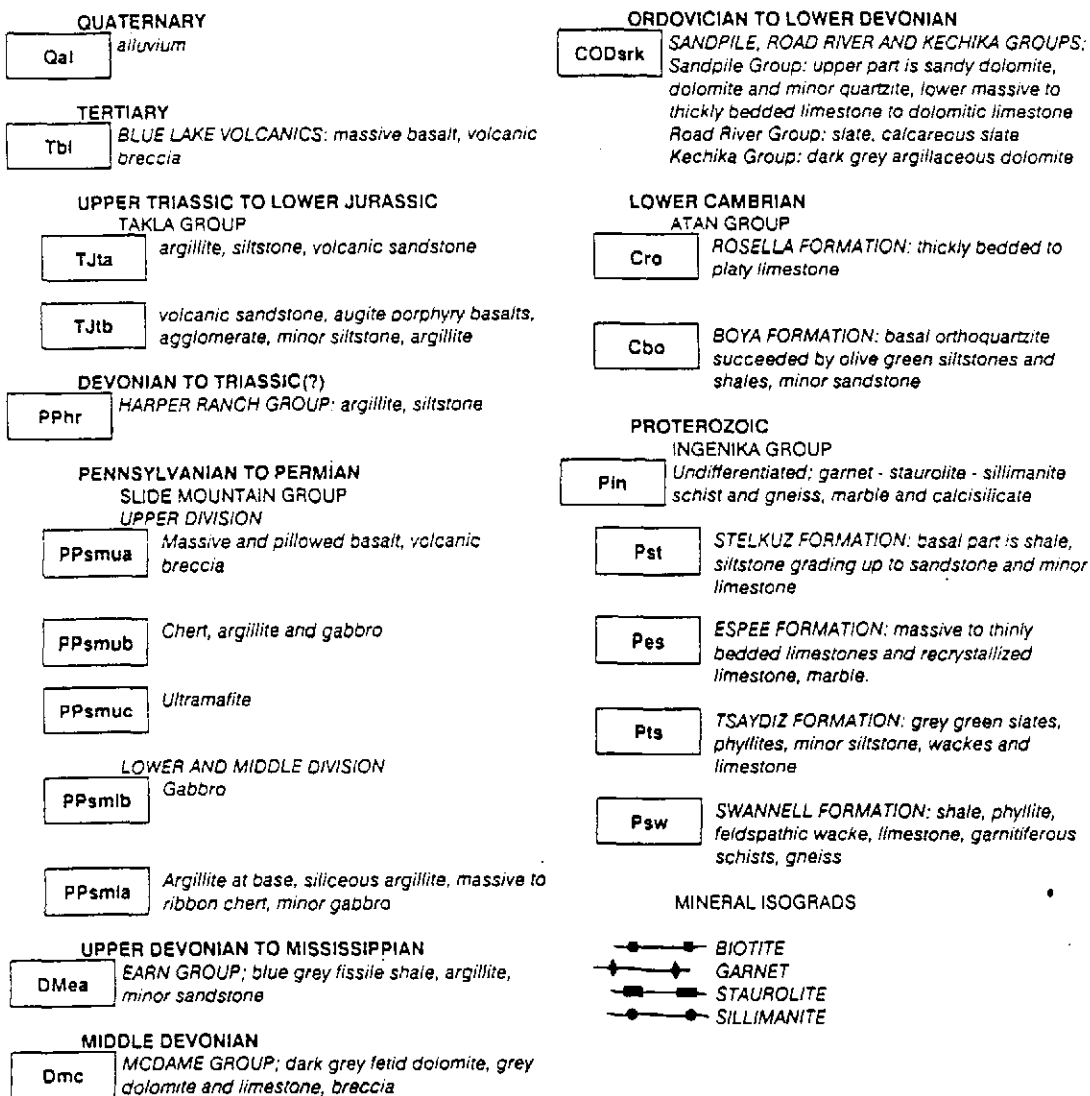 QUATERNARY
Qal
alluvium
TERTIARY
Tbl
BLUE LAKE VOLCANICS: massive basalt, volcanic
breccia
UPPER TRIASSIC TO LOWER JURASSIC
TAKLA GROUP
TJta
argillite, siltstone, volcanic sandstone
TJtb
volcanic sandstone, augite porphyry basalts,
agglomerate, minor siltstone, argillite
DEVONIAN TO TRIASSIC(?)
PPhr
HARPER RANCH GROUP: argillite, siltstone
PENNSYLVANIAN TO PERMIAN
SLIDE MOUNTAIN GROUP
UPPER DIVISION
PPsmua
Massive and pillowed basalt, volcanic
breccia
PPsmub
Chert, argillite and gabbro
PPsmuc
Ultramafite
LOWER AND MIDDLE DIVISION
PPsmlb
Gabbro
PPsmla
Argillite at base, siliceous argillite, massive to
ribbon chert, minor gabbro
UPPER DEVONIAN TO MISSISSIPPIAN
DMea
EARN GROUP; blue grey fissile shale, argillite,
minor sandstone
MIDDLE DEVONIAN
Dmc
MCDAME GROUP; dark grey fetid dolomite, grey
dolomite and limestone, breccia
ORDOVICIAN TO LOWER DEVONIAN
CODsrk
SANDPILE, ROAD RIVER AND KECHIKA GROUPS;
Sandpile Group: upper part is sandy dolomite,
dolomite and minor quartzite, lower massive to
thickly bedded limestone to dolomitic limestone
Road River Group: slate, calcareous slate
Kechika Group: dark grey argillaceous dolomite
LOWER CAMBRIAN
ATAN GROUP
Cro
ROSELLA FORMATION: thickly bedded to
platy limestone
Cbo
BOYA FORMATION: basal orthoquartzite
succeeded by olive green siltstones and
shales, minor sandstone
PROTEROZOIC
INGENIKA GROUP
Pin
Undifferentiated; garnet - staurolite - sillimanite
schist and gneiss, marble and calcisilicate
Pst
STELKUZ FORMATION: basal part is shale,
siltstone grading up to sandstone and minor
limestone
Pes
ESPEE FORMATION: massive to thinly
bedded limestones and recrystallized
limestone, marble.
Pts
TSAYDIZ FORMATION: grey green slates,
phyllites, minor siltstone, wackes and
limestone
Psw
SWANNELL FORMATION: shale, phyllite,
feldspathic wacke, limestone, garnitiferous
schists, gneiss
MINERAL ISOGRADS
BIOTITE
GARNET
STAUROLITE
SILLIMANITE